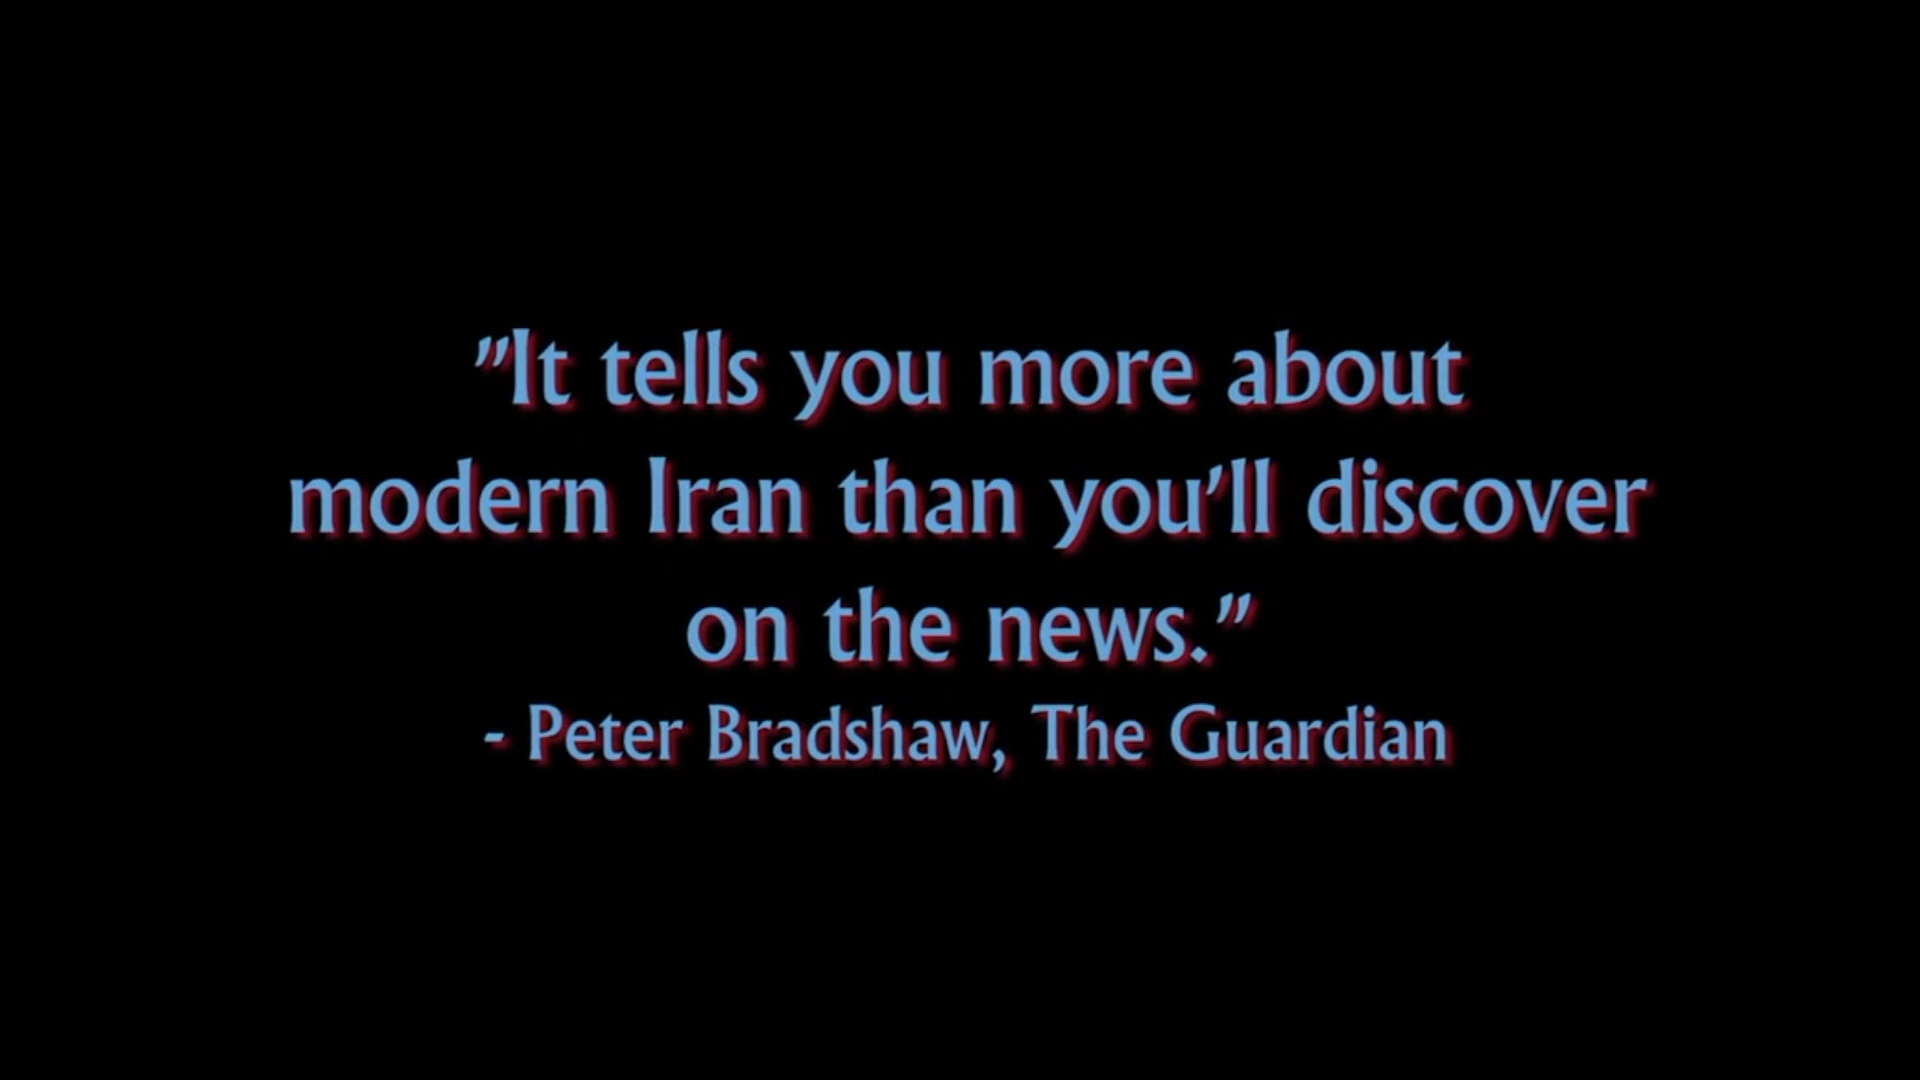 "It tells you more about
modern Iran than you'll discover
on the news."
- Peter Bradshaw, The Guardian